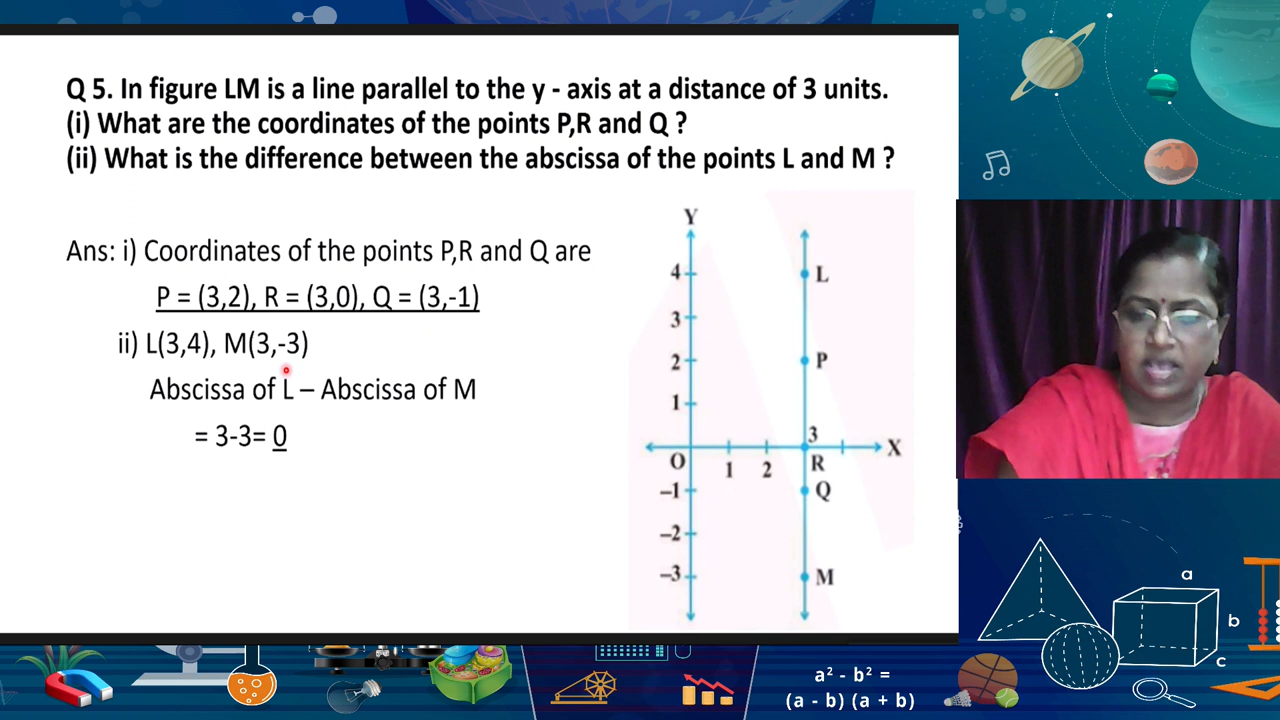 Q 5. In figure LM is a line parallel to the y - axis at a distance of 3 units.
(i) What are the coordinates of the points P,R and Q ?
(ii) What is the difference between the abscissa of the points L and M ?
Ans: i) Coordinates of the points P,R and Q are
P = (3,2), R = (3,0), Q = (3,-1)
ii) L(3,4), M(3,-3)
Abscissa of L – Abscissa of M
= 3-3= 0
Y
4
L
3
2
P
1
3
X
O
1
2
R
–1
Q
–2
–3
M
a
b
c
a² - b² =
(a - b) (a + b)